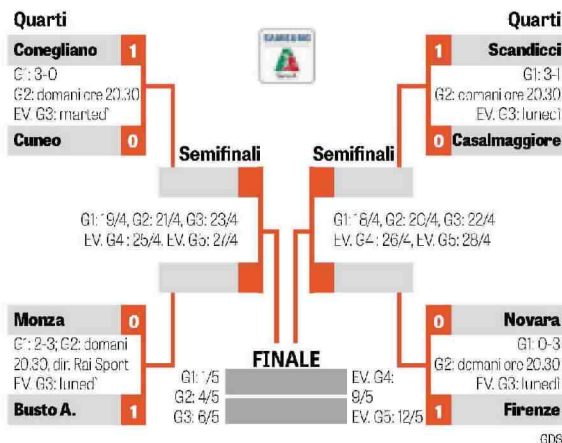 Quarti
Conegliano 1
G1: 3-0
G2: domani ore 20.30
EV. G3: martedì
Cuneo 0
Quarti
1 Scandicci
G1: 3-1
G2: domani ore 20.30
EV. G3: lunedì
0 Casalmaggiore
Semifinali
G1: 19/4, G2: 21/4, G3: 23/4
EV. G4: 25/4, EV. G5: 27/4
Semifinali
G1: 18/4, G2: 20/4, G3: 22/4
EV. G4: 26/4, EV. G5: 28/4
Monza 0
G1: 2-3; G2: domani
20.30, dir. Rai Sport
EV. G3: lunedì
Busto A. 1
0 Novara
G1: 0-3
G2: domani ore 20.30
EV. G3: lunedì
1 Firenze
FINALE
G1: 1/5
G2: 4/5
G3: 6/5
EV. G4:
9/5
EV. G5: 12/5
GDS